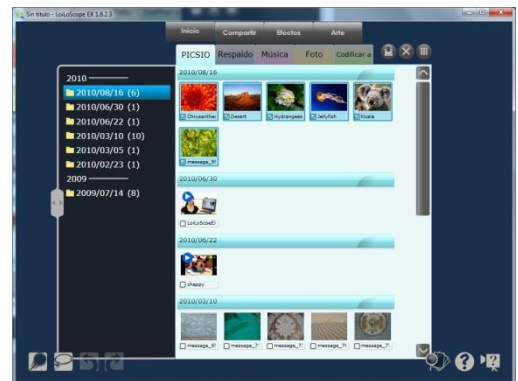 Sin título - LoiLoScope EX 1.8.2.3
Inicio Compartir Efectos Arte
PICSIO Respaldo Música Foto Codificar a
2010
2010/08/16 (6)
2010/06/30 (1)
2010/06/22 (1)
2010/03/10 (10)
2010/03/05 (1)
2010/02/23 (1)
2009
2009/07/14 (8)
2010/08/16
Chrysanthe Desert Hydrangeas Jellyfish Koala
2010/06/30
LoiLoScopeE
2010/06/22
shappy
2010/03/10